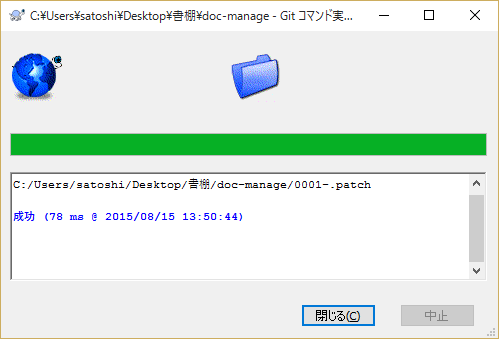 C:¥Users¥satoshi¥Desktop¥書棚¥doc-manage - Git コマンド実...
C:/Users/satoshi/Desktop/書棚/doc-manage/0001-.patch
成功 (78 ms @ 2015/08/15 13:50:44)
閉じる(C)
中止